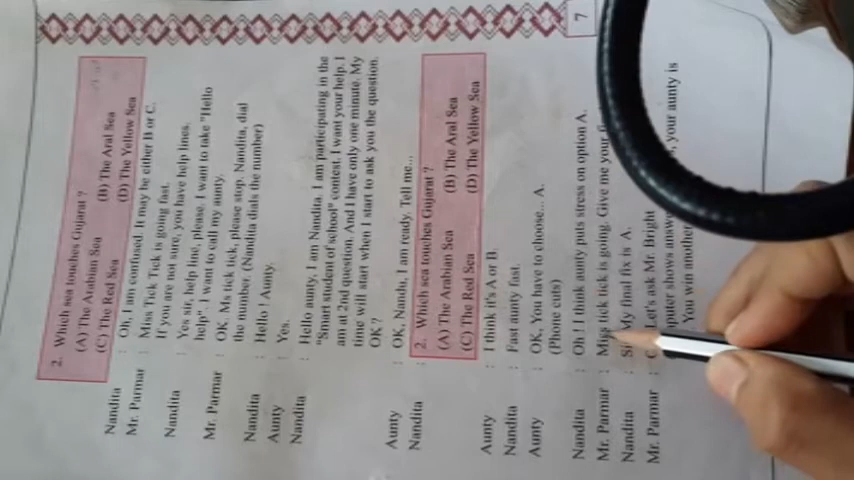 2. Which sea touches Gujarat ?
(A) The Arabian Sea (B) The Aral Sea
(C) The Red Sea (D) The Yellow Sea
Nandita : Oh, I am confused. It may be either B or C.
Mr. Parmar : Miss Tick Tick is going fast.
If you are not sure, you have help lines.
Nandita : Yes sir, help line, please. I want to take "Hello
help". I want to call my aunty.
Mr. Parmar : OK, Ms tick tick, please stop. Nandita, dial
the number. (Nandita dials the number)
Nandita : Hello ! Aunty.
Aunty : Yes.
Nandita : Hello aunty, I am Nandita. I am participating in the
"Smart student of school" contest. I want your help. I
am at 2nd question. And I have only one minute. My
time will start when I start to ask you the question.
OK ?
Aunty : OK, Nandu, I am ready. Tell me...
Nandita : 2. Which sea touches Gujarat ?
(A) The Arabian Sea (B) The Aral Sea
(C) The Red Sea (D) The Yellow Sea
Aunty : I think it's A or B.
Nandita : Fast aunty fast.
Aunty : OK, You have to choose... A.
(Phone cuts)
Nandita : Oh ! I think aunty puts stress on option A.
Mr. Parmar : Miss tick tick is going. Give me your
Nandita : My final fix is A.
Mr. Parmar : Let's ask Mr. Bright
shows your aunty is
You win another
7